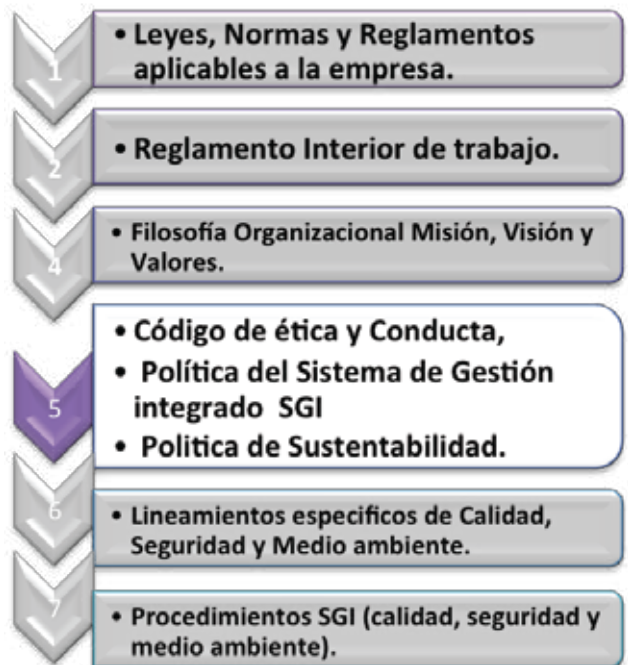 1
• Leyes, Normas y Reglamentos
aplicables a la empresa.
2
• Reglamento Interior de trabajo.
4
• Filosofía Organizacional Misión, Visión y
Valores.
5
• Código de ética y Conducta,
• Política del Sistema de Gestión
integrado SGI
• Politica de Sustentabilidad.
6
• Lineamientos especificos de Calidad,
Seguridad y Medio ambiente.
7
• Procedimientos SGI (calidad, seguridad y
medio ambiente).